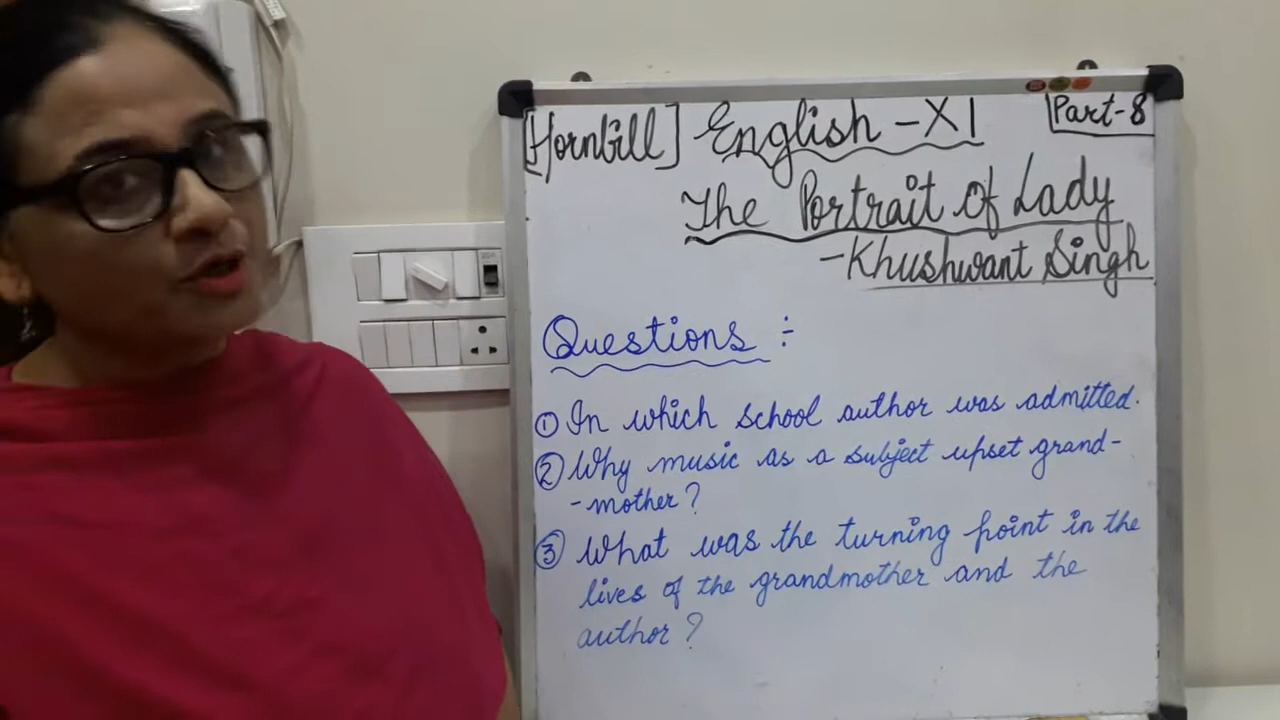 [Hornbill] English - XI Part-8
The Portrait of Lady
- Khushwant Singh
Questions :-
① In which school author was admitted.
② Why music as a subject upset grand-
-mother?
③ What was the turning point in the
lives of the grandmother and the
author?